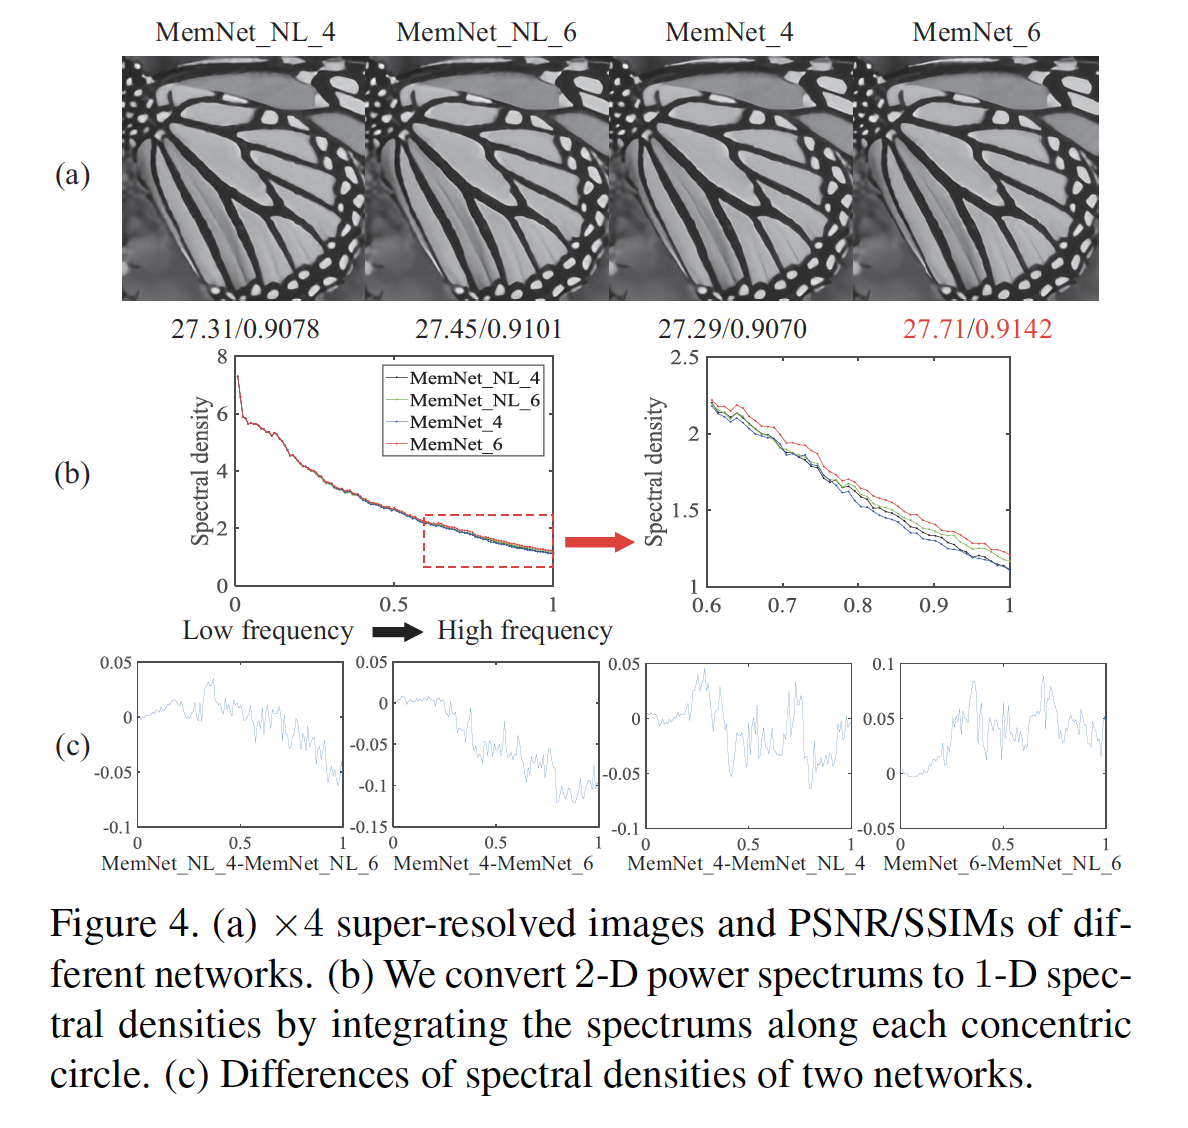 MemNet_NL_4 MemNet_NL_6 MemNet_4 MemNet_6
(a)
27.31/0.9078 27.45/0.9101 27.29/0.9070 27.71/0.9142
(b)
Spectral density
8
6
4
2
0
0 0.5 1
MemNet_NL_4
MemNet_NL_6
MemNet_4
MemNet_6
Spectral density
2.5
2
1.5
1
0.6 0.7 0.8 0.9 1
Low frequency High frequency
(c)
0.05
0
-0.05
-0.1
0 0.5 1
MemNet_NL_4-MemNet_NL_6
0.05
0
-0.05
-0.1
-0.15
0 0.5 1
MemNet_4-MemNet_6
0.05
0
-0.05
-0.1
0 0.5 1
MemNet_4-MemNet_NL_4
0.1
0.05
0
-0.05
0 0.5 1
MemNet_6-MemNet_NL_6
Figure 4. (a) ×4 super-resolved images and PSNR/SSIMs of dif-
ferent networks. (b) We convert 2-D power spectrums to 1-D spec-
tral densities by integrating the spectrums along each concentric
circle. (c) Differences of spectral densities of two networks.